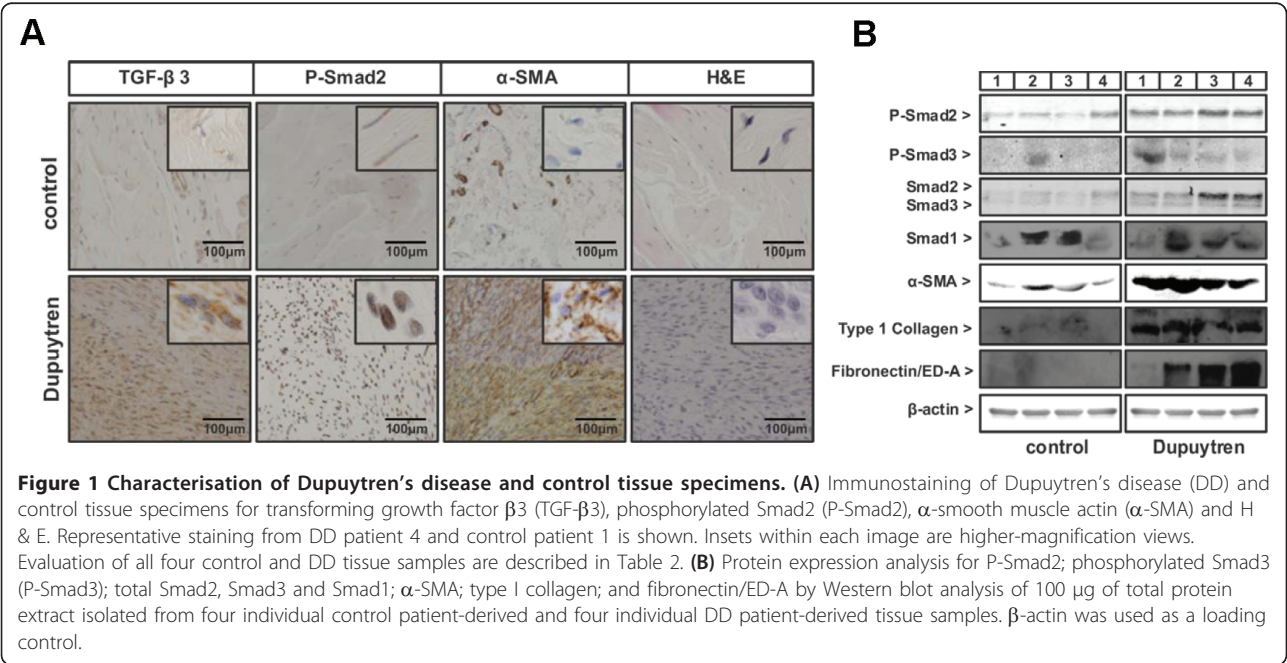 A
TGF-β 3 P-Smad2 α-SMA H&E
control
100µm 100µm 100µm 100µm
Dupuytren
100µm 100µm 100µm 100µm
B
1 2 3 4 1 2 3 4
P-Smad2 >
P-Smad3 >
Smad2 >
Smad3 >
Smad1 >
α-SMA >
Type 1 Collagen >
Fibronectin/ED-A >
β-actin >
control Dupuytren
Figure 1 Characterisation of Dupuytren's disease and control tissue specimens. (A) Immunostaining of Dupuytren's disease (DD) and
control tissue specimens for transforming growth factor β3 (TGF-β3), phosphorylated Smad2 (P-Smad2), α-smooth muscle actin (α-SMA) and H
& E. Representative staining from DD patient 4 and control patient 1 is shown. Insets within each image are higher-magnification views.
Evaluation of all four control and DD tissue samples are described in Table 2. (B) Protein expression analysis for P-Smad2; phosphorylated Smad3
(P-Smad3); total Smad2, Smad3 and Smad1; α-SMA; type I collagen; and fibronectin/ED-A by Western blot analysis of 100 µg of total protein
extract isolated from four individual control patient-derived and four individual DD patient-derived tissue samples. β-actin was used as a loading
control.